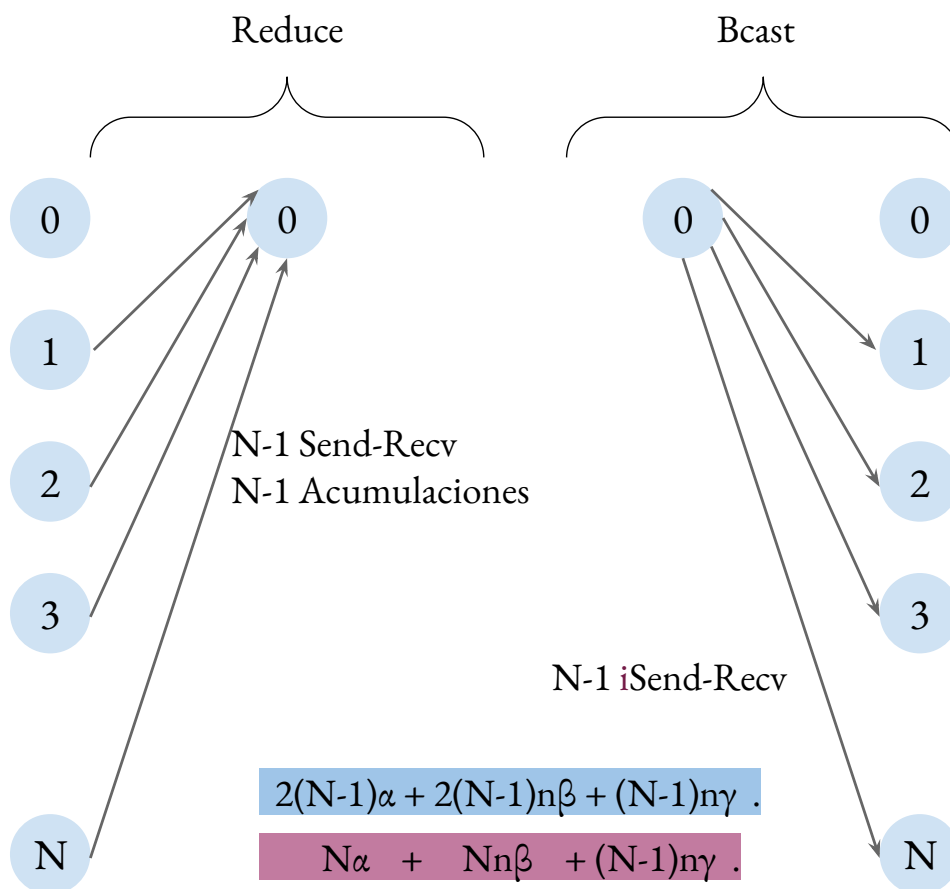 Reduce
Bcast
0
0
0
0
1
1
N-1 Send-Recv
2
N-1 Acumulaciones
2
3
3
N-1 iSend-Recv
2(N-1)α + 2(N-1)nβ + (N-1)nγ .
N
Nα + Nnβ + (N-1)nγ .
N